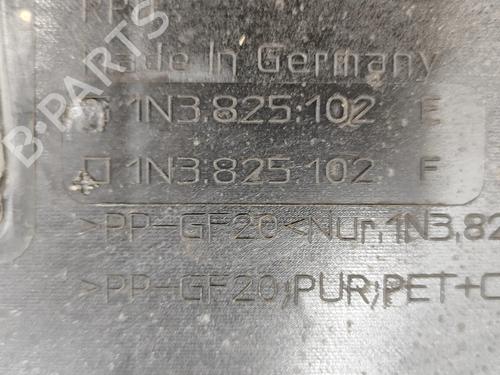 Made In Germany
1N3.825.102 E
1N3.825.102 F
>PP-GF20<Nur.1N3.82
>PP-GF20;PUR;PET+C
B-PARTS